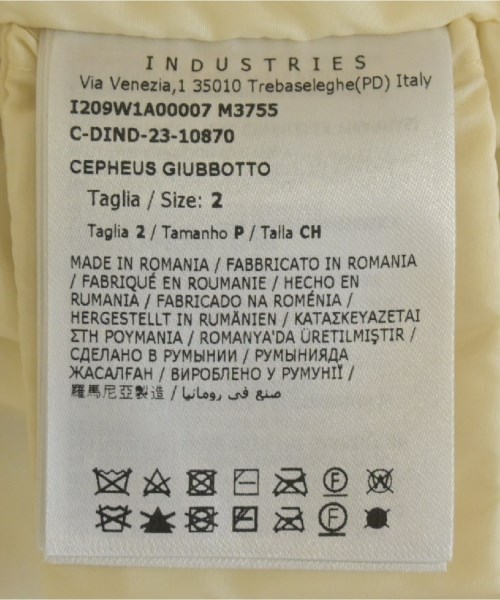 INDUSTRIES
Via Venezia,1 35010 Trebaseleghe(PD) Italy
I209W1A00007 M3755
C-DIND-23-10870
CEPHEUS GIUBBOTTO
Taglia / Size: 2
Taglia 2 / Tamanho P / Talla CH
MADE IN ROMANIA / FABBRICATO IN ROMANIA
/ FABRIQUÉ EN ROUMANIE / HECHO EN
RUMANIA / FABRICADO NA ROMÉNIA /
HERGESTELLT IN RUMÄNIEN / ΚΑΤΑΣΚΕΥΑΖΕΤΑΙ
ΣΤΗ ΡΟΥΜΑΝΙΑ / ROMANYA'DA ÜRETİLMİŞTİR /
СДЕЛАНО В РУМЫНИИ / РУМЫНИЯДА
ЖАСАЛҒАН / ВИРОБЛЕНО У РУМУНІЇ /
羅馬尼亞製造 / صنع في رومانيا
F
W
F